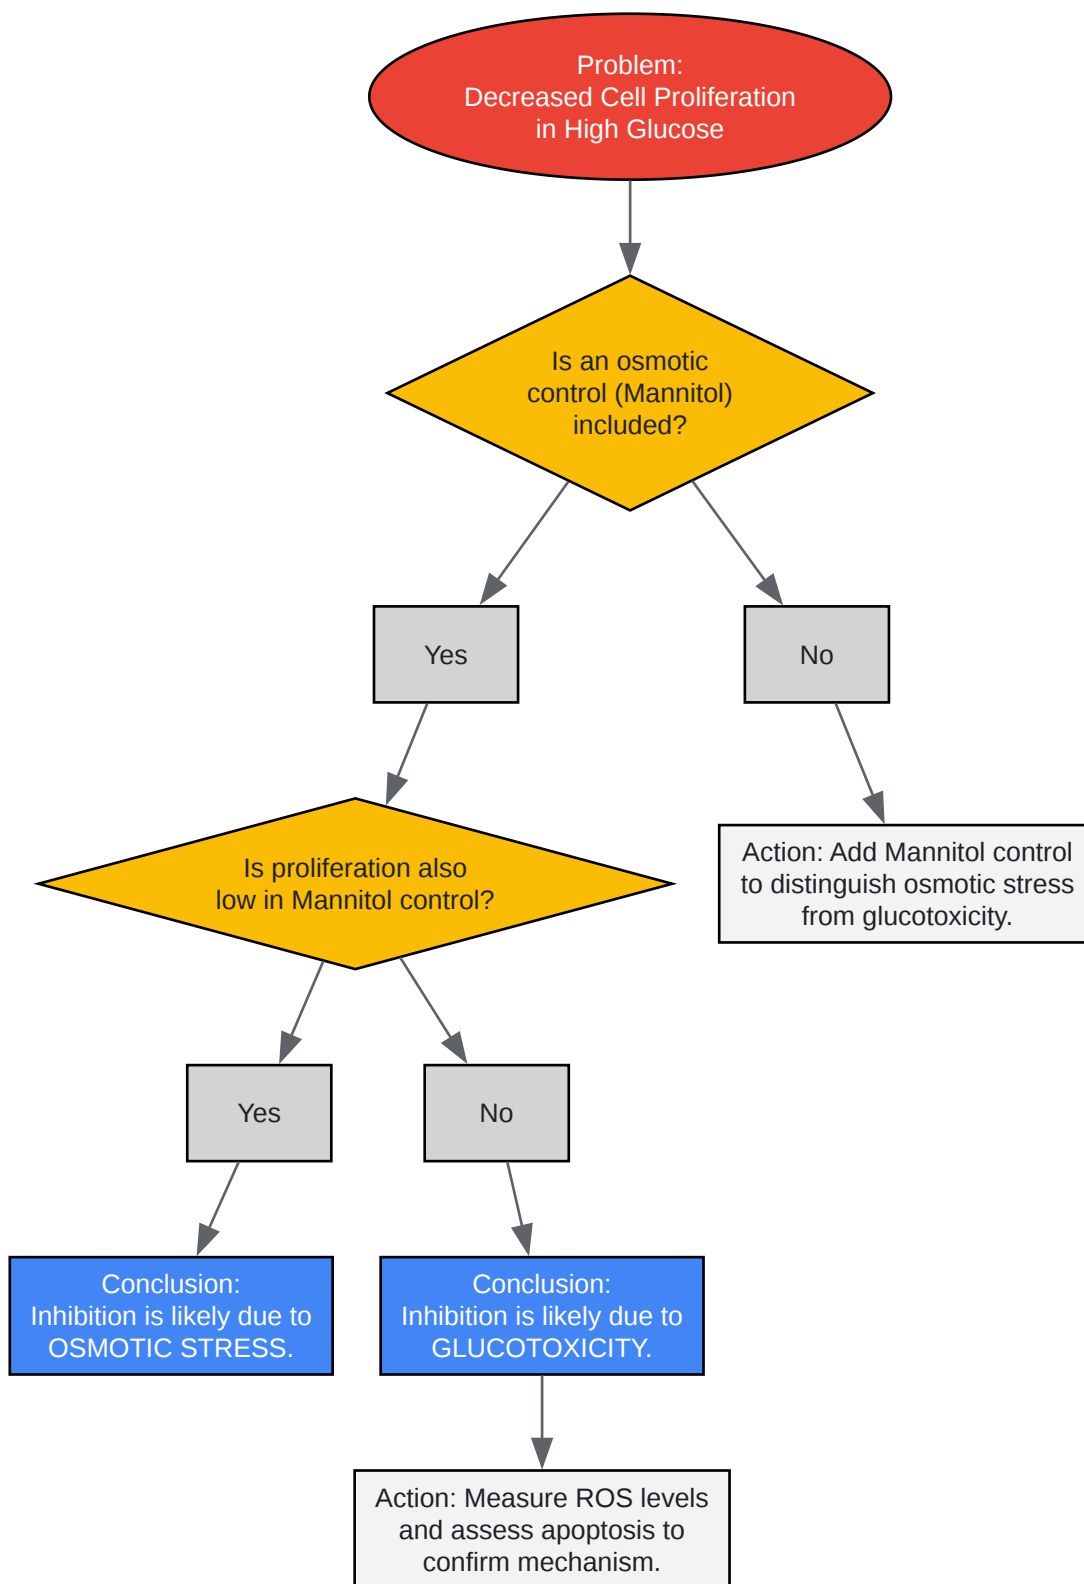 Problem:
Decreased Cell Proliferation
in High Glucose
Is an osmotic
control (Mannitol)
included?
Yes
No
Is proliferation also
low in Mannitol control?
Action: Add Mannitol control
to distinguish osmotic stress
from glucotoxicity.
Yes
No
Conclusion:
Inhibition is likely due to
OSMOTIC STRESS.
Conclusion:
Inhibition is likely due to
GLUCOTOXICITY.
Action: Measure ROS levels
and assess apoptosis to
confirm mechanism.